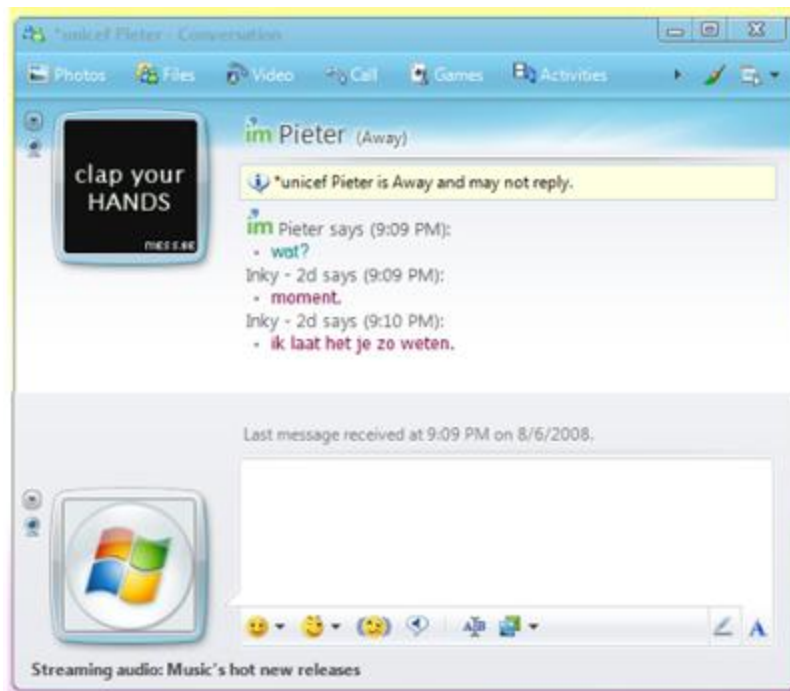 *unicef Pieter - Conversation
Photos Files Video Call Games Activities
im Pieter (Away)
clap your
HANDS
*unicef Pieter is Away and may not reply.
im Pieter says (9:09 PM):
wat?
Inky - 2d says (9:09 PM):
moment.
Inky - 2d says (9:10 PM):
ik laat het je zo weten.
Last message received at 9:09 PM on 8/6/2008.
A
Streaming audio: Music's hot new releases